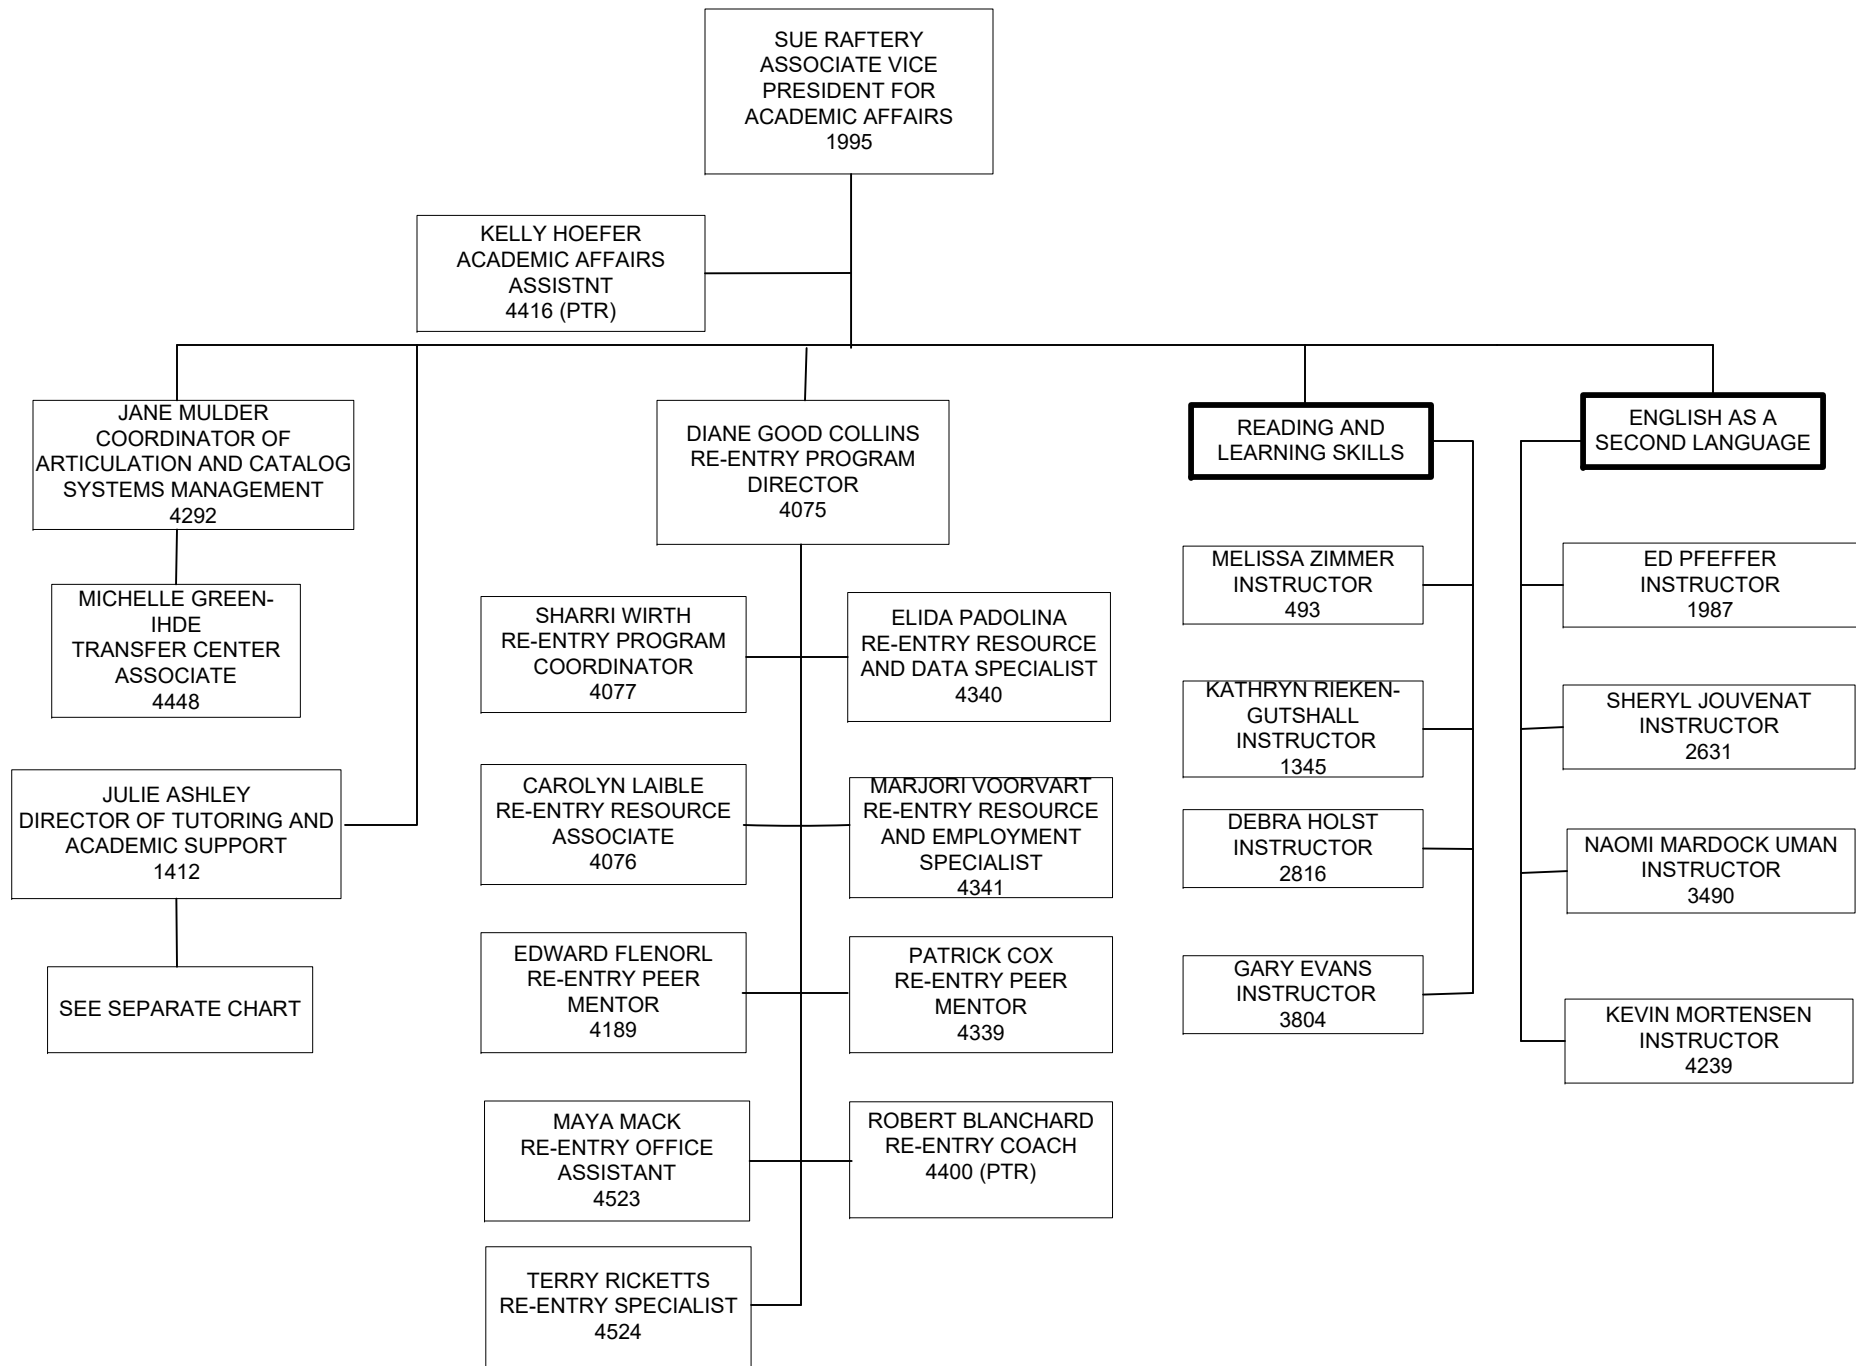 SUE RAFTERY
ASSOCIATE VICE
PRESIDENT FOR
ACADEMIC AFFAIRS
1995
KELLY HOEFER
ACADEMIC AFFAIRS
ASSISTNT
4416 (PTR)
JANE MULDER
COORDINATOR OF
ARTICULATION AND CATALOG
SYSTEMS MANAGEMENT
4292
MICHELLE GREEN-
IHDE
TRANSFER CENTER
ASSOCIATE
4448
JULIE ASHLEY
DIRECTOR OF TUTORING AND
ACADEMIC SUPPORT
1412
SEE SEPARATE CHART
DIANE GOOD COLLINS
RE-ENTRY PROGRAM
DIRECTOR
4075
SHARRI WIRTH
RE-ENTRY PROGRAM
COORDINATOR
4077
ELIDA PADOLINA
RE-ENTRY RESOURCE
AND DATA SPECIALIST
4340
CAROLYN LAIBLE
RE-ENTRY RESOURCE
ASSOCIATE
4076
MARJORI VOORVART
RE-ENTRY RESOURCE
AND EMPLOYMENT
SPECIALIST
4341
EDWARD FLENORL
RE-ENTRY PEER
MENTOR
4189
PATRICK COX
RE-ENTRY PEER
MENTOR
4339
MAYA MACK
RE-ENTRY OFFICE
ASSISTANT
4523
ROBERT BLANCHARD
RE-ENTRY COACH
4400 (PTR)
TERRY RICKETTS
RE-ENTRY SPECIALIST
4524
READING AND
LEARNING SKILLS
MELISSA ZIMMER
INSTRUCTOR
493
KATHRYN RIEKEN-
GUTSHALL
INSTRUCTOR
1345
DEBRA HOLST
INSTRUCTOR
2816
GARY EVANS
INSTRUCTOR
3804
ENGLISH AS A
SECOND LANGUAGE
ED PFEFFER
INSTRUCTOR
1987
SHERYL JOUVENAT
INSTRUCTOR
2631
NAOMI MARDOCK UMAN
INSTRUCTOR
3490
KEVIN MORTENSEN
INSTRUCTOR
4239